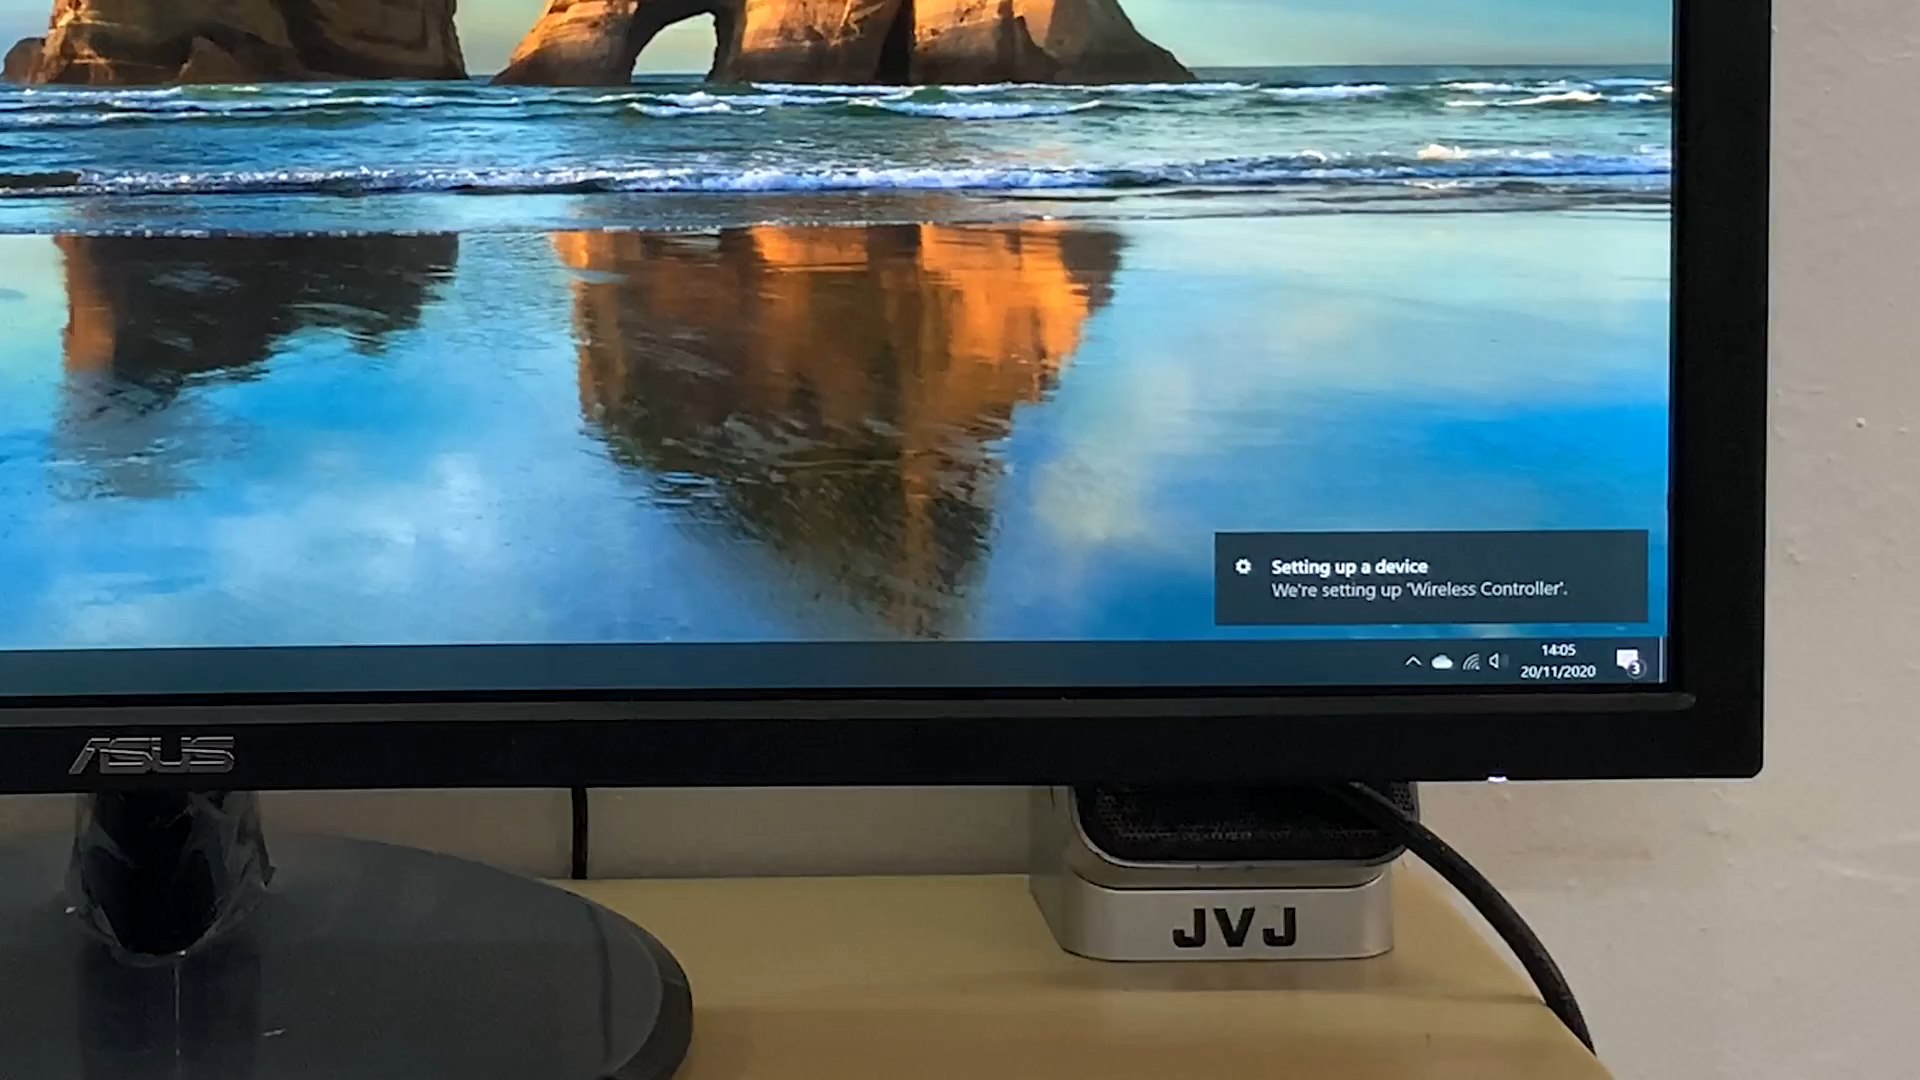 Setting up a device
We're setting up 'Wireless Controller'.
14:05
20/11/2020
3
ASUS
JVJ